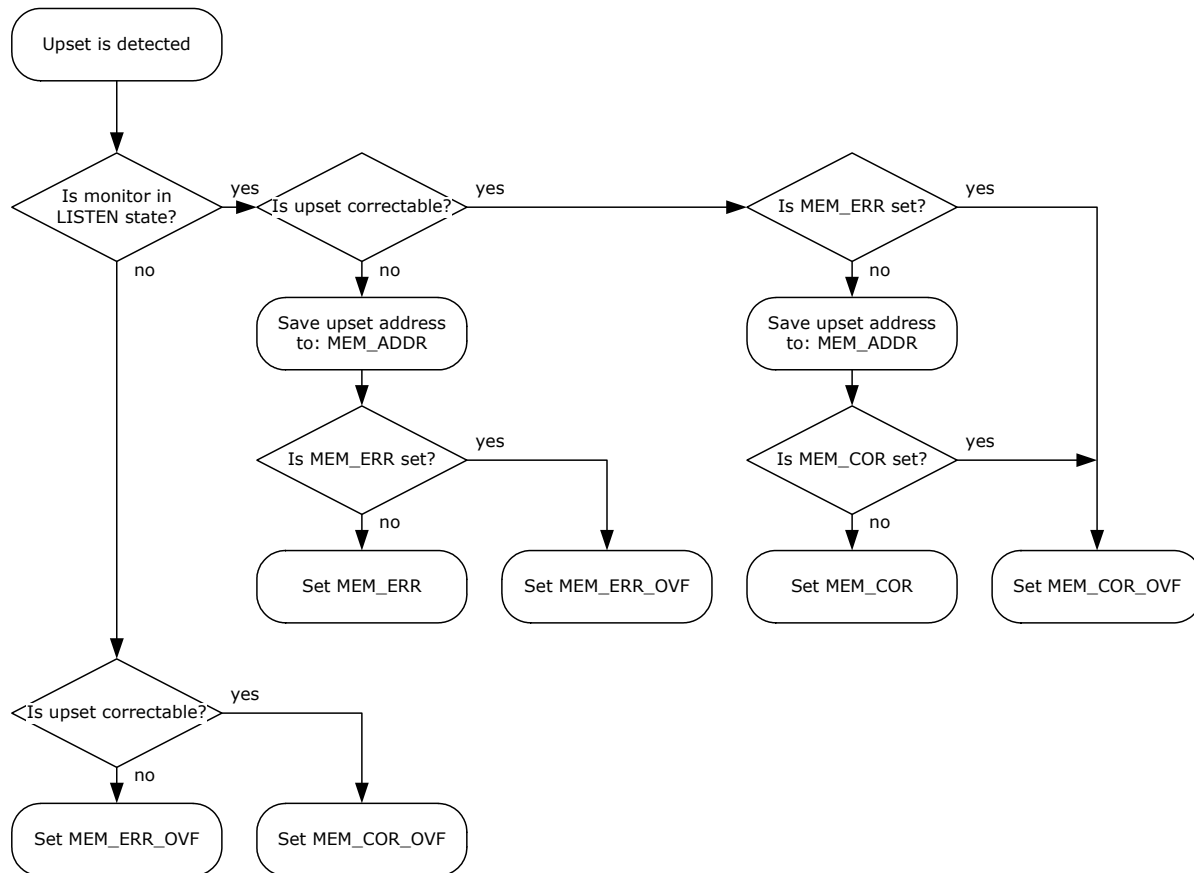 Upset is detected
Is monitor in
LISTEN state?
yes
no
Is upset correctable?
yes
no
Is MEM_ERR set?
yes
no
Save upset address
to: MEM_ADDR
Save upset address
to: MEM_ADDR
Is MEM_ERR set?
yes
no
Is MEM_COR set?
yes
no
Set MEM_ERR
Set MEM_ERR_OVF
Set MEM_COR
Set MEM_COR_OVF
Is upset correctable?
yes
no
Set MEM_ERR_OVF
Set MEM_COR_OVF